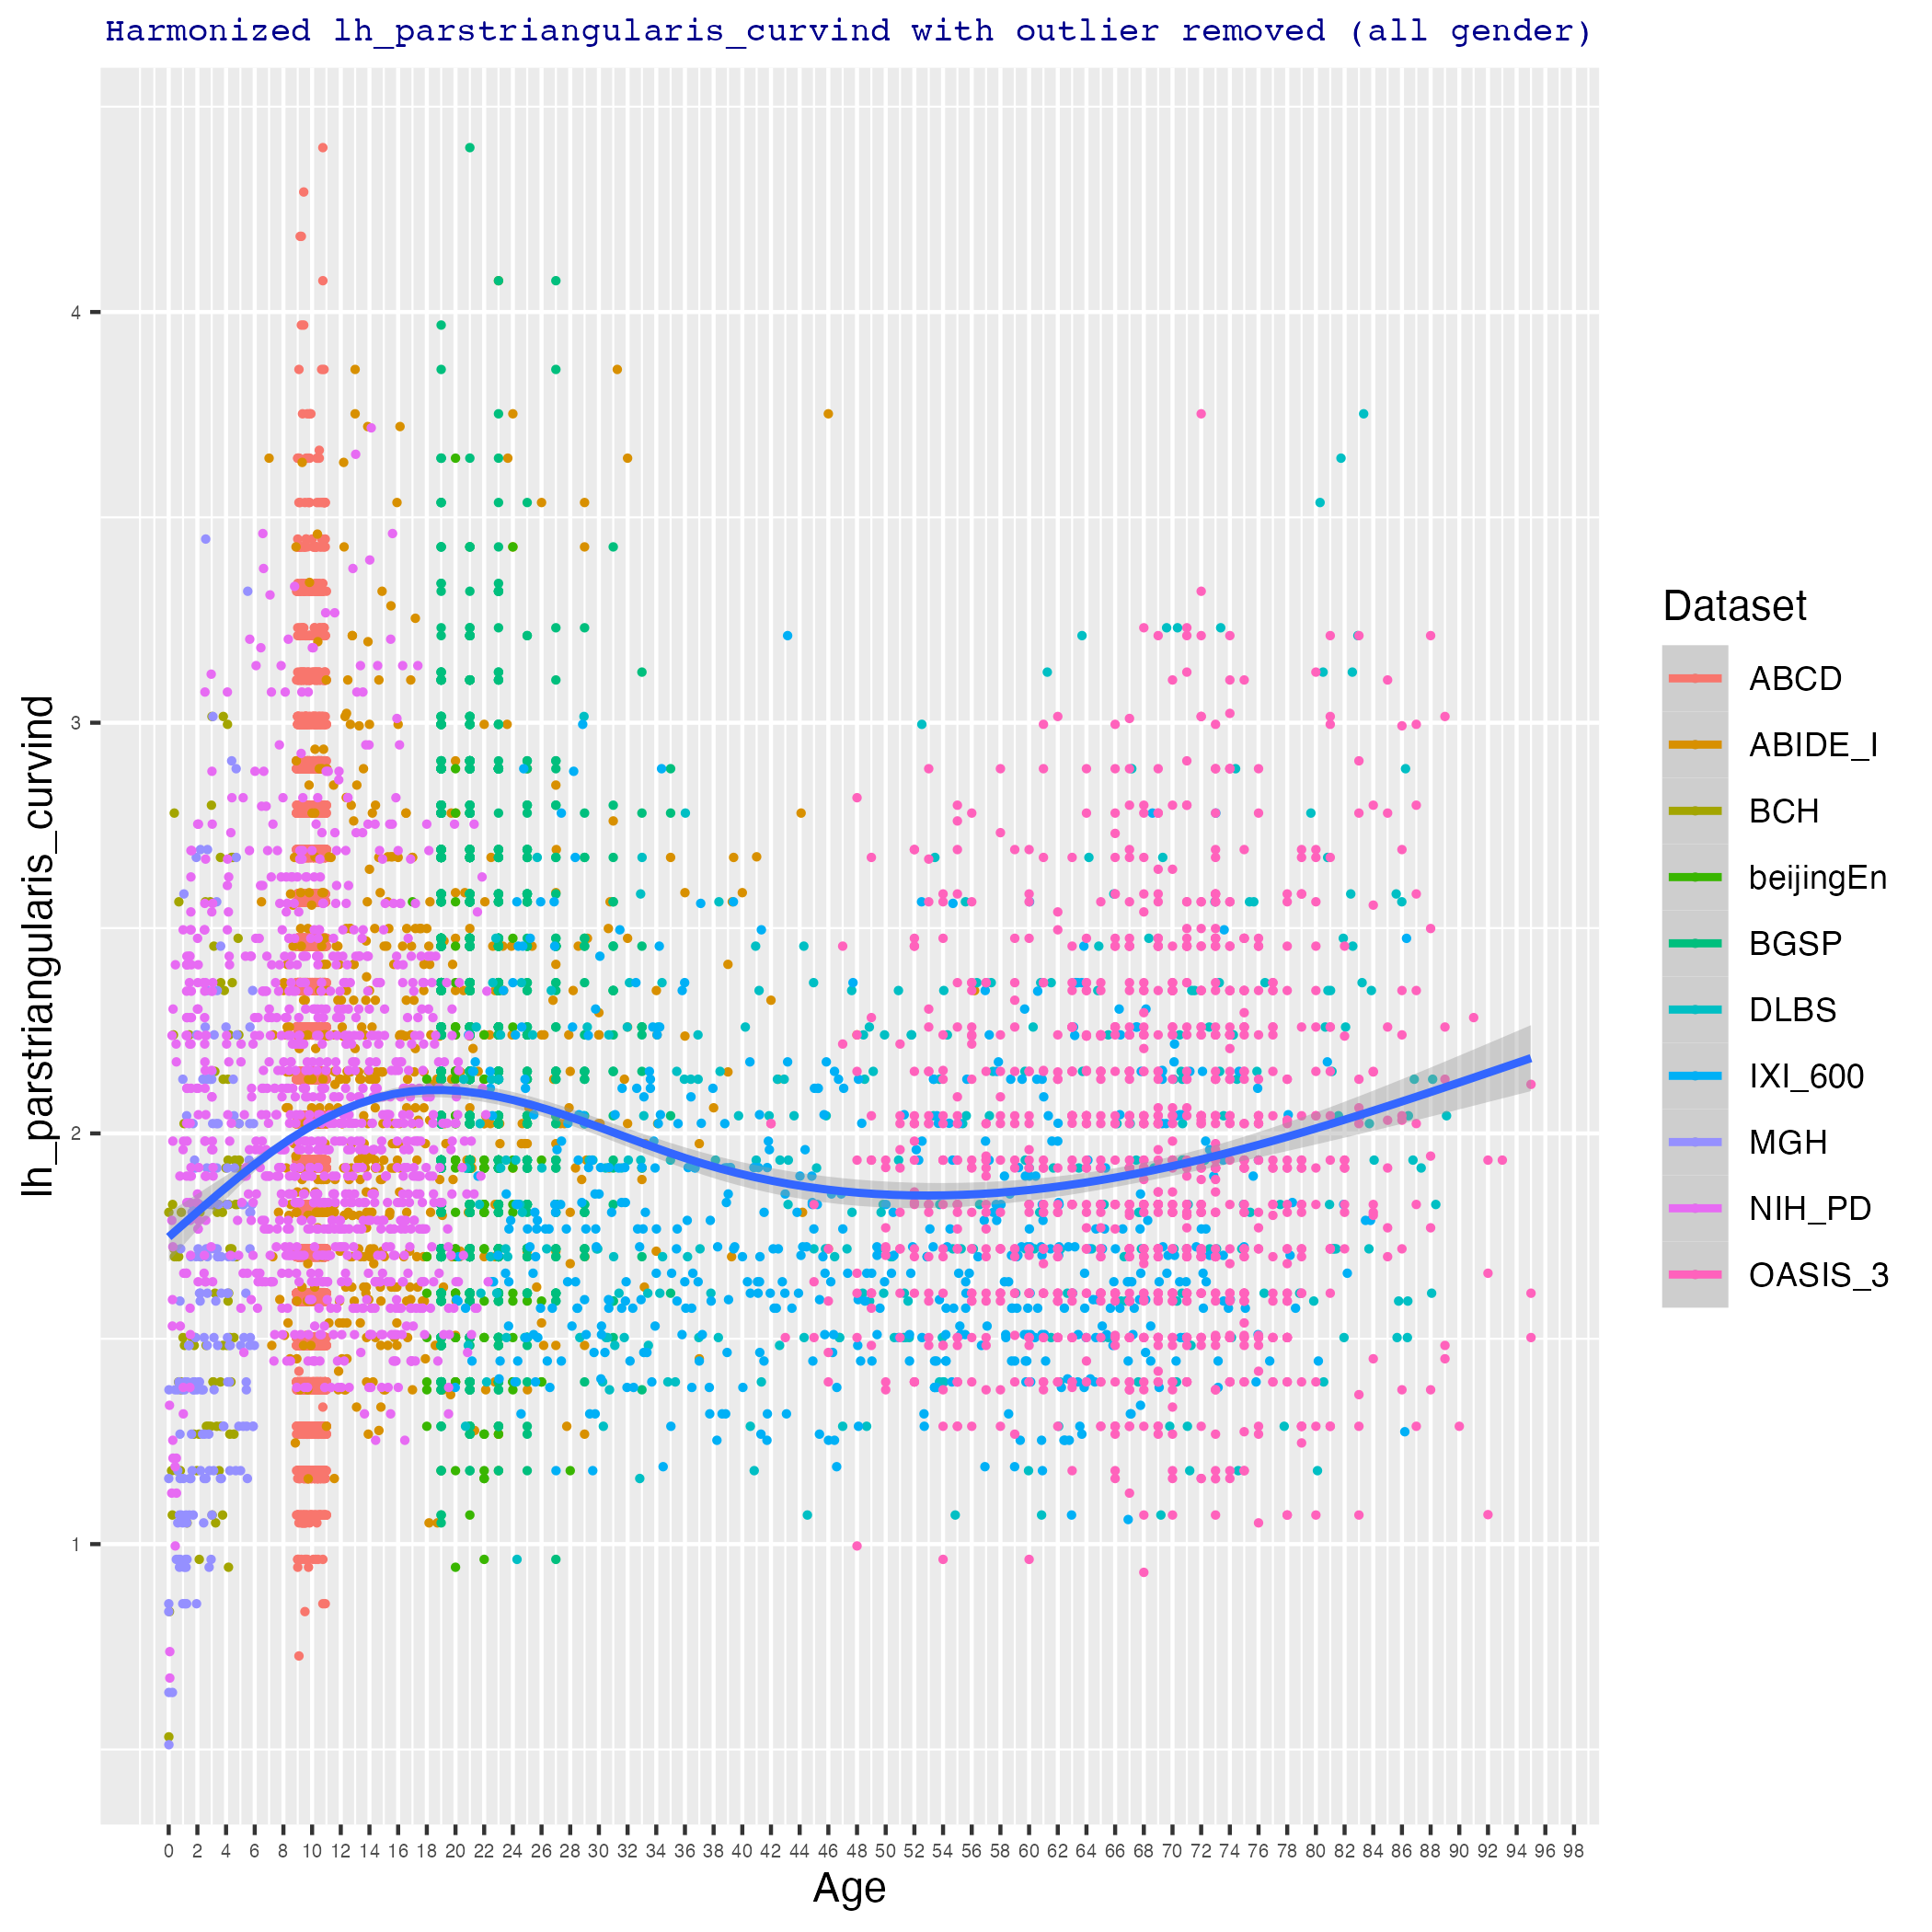 Harmonized lh_parstriangularis_curvind with outlier removed (all gender)
lh_parstriangularis_curvind
4
3
2
1
0 2 4 6 8 10 12 14 16 18 20 22 24 26 28 30 32 34 36 38 40 42 44 46 48 50 52 54 56 58 60 62 64 66 68 70 72 74 76 78 80 82 84 86 88 90 92 94 96 98
Age
Dataset
ABCD
ABIDE_I
BCH
beijingEn
BGSP
DLBS
IXI_600
MGH
NIH_PD
OASIS_3